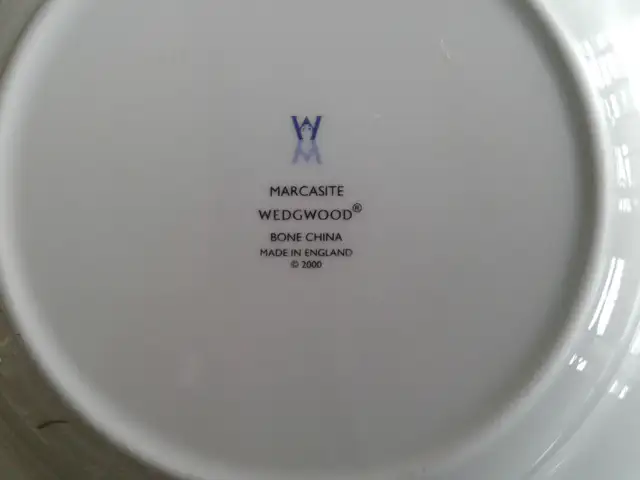 W
MARCASITE
WEDGWOOD®
BONE CHINA
MADE IN ENGLAND
© 2000